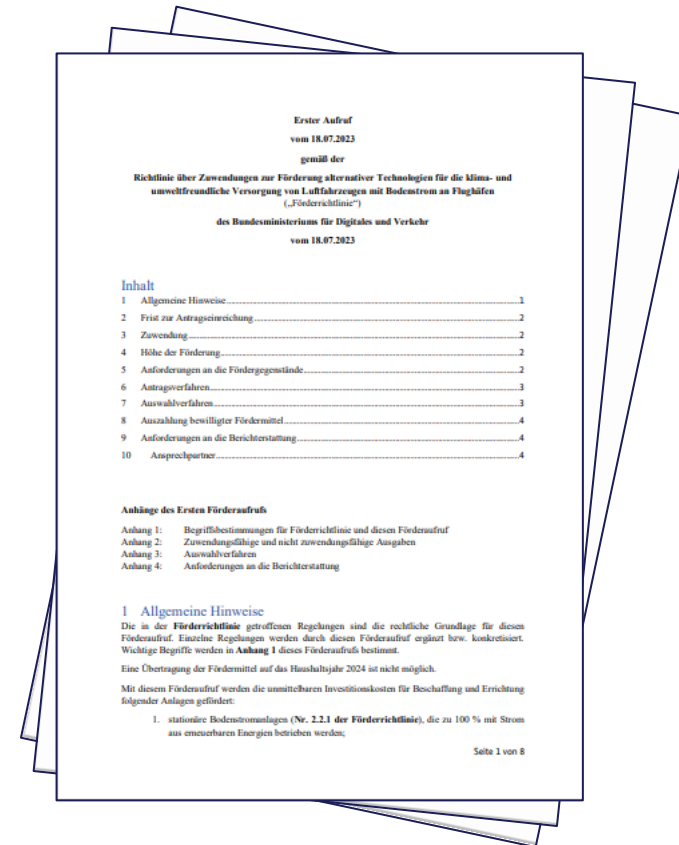 Erster Aufruf
vom 18.07.2023
gemäß der
Richtlinie über Zuwendungen zur Förderung alternativer Technologien für die klima- und
umweltfreundliche Versorgung von Luftfahrzeugen mit Bodenstrom an Flughäfen
(„Förderrichtlinie“)
des Bundesministeriums für Digitales und Verkehr
vom 18.07.2023
Inhalt
1 Allgemeine Hinweise 1
2 Frist zur Antragseinreichung 2
3 Zuwendung 2
4 Höhe der Förderung 2
5 Anforderungen an die Fördergegenstände 2
6 Antragsverfahren 3
7 Auswahlverfahren 3
8 Auszahlung bewilligter Fördermittel 4
9 Anforderungen an die Berichterstattung 4
10 Ansprechpartner 4
Anhänge des Ersten Förderaufrufs
Anhang 1: Begriffsbestimmungen für Förderrichtlinie und diesen Förderaufruf
Anhang 2: Zuwendungsfähige und nicht zuwendungsfähige Ausgaben
Anhang 3: Auswahlverfahren
Anhang 4: Anforderungen an die Berichterstattung
1 Allgemeine Hinweise
Die in der Förderrichtlinie getroffenen Regelungen sind die rechtliche Grundlage für diesen
Förderaufruf. Einzelne Regelungen werden durch diesen Förderaufruf ergänzt bzw. konkretisiert.
Wichtige Begriffe werden in Anhang 1 dieses Förderaufrufs bestimmt.
Eine Übertragung der Fördermittel auf das Haushaltsjahr 2024 ist nicht möglich.
Mit diesem Förderaufruf werden die unmittelbaren Investitionskosten für Beschaffung und Errichtung
folgender Anlagen gefördert:
1. stationäre Bodenstromanlagen (Nr. 2.2.1 der Förderrichtlinie), die zu 100 % mit Strom
aus erneuerbaren Energien betrieben werden;
Seite 1 von 8